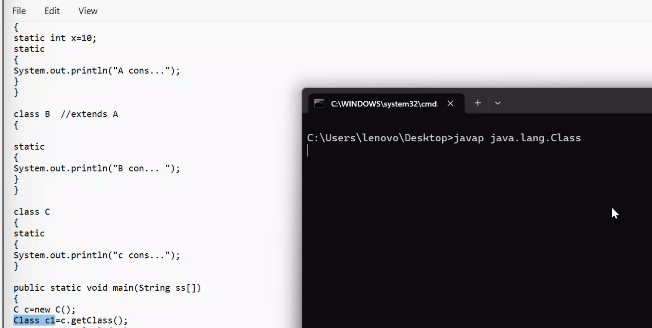 File Edit View
{
static int x=10;
static
{
System.out.println("A cons...");
}
}
class B //extends A
{
static
{
System.out.println("B con... ");
}
}
class C
{
static
{
System.out.println("c cons...");
}
public static void main(String ss[])
{
C c=new C();
Class c1=c.getClass();
C:\WINDOWS\system32\cmd.
C:\Users\lenovo\Desktop>javap java.lang.Class